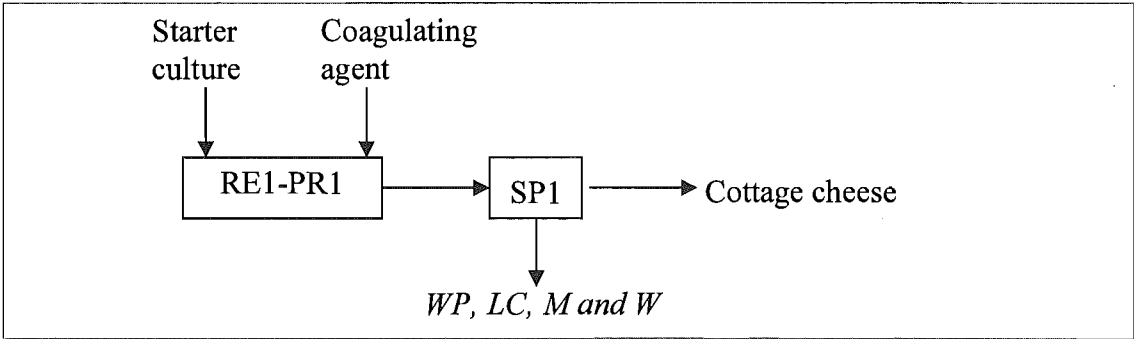 Starter
culture
Coagulating
agent
RE1-PR1
SP1
Cottage cheese
WP, LC, M and W